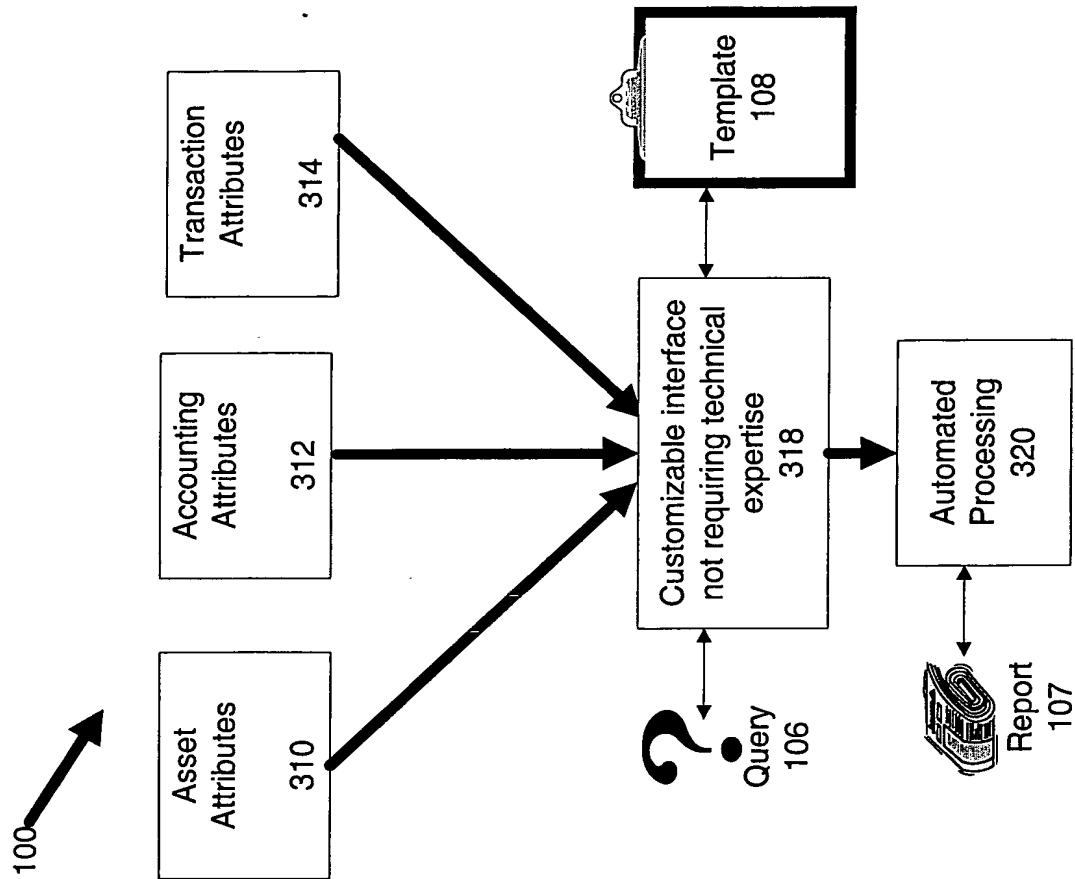 100
Asset
Attributes
310
Accounting
Attributes
312
Transaction
Attributes
314
Query
106
Customizable interface
not requiring technical
expertise
318
Template
108
Report
107
Automated
Processing
320